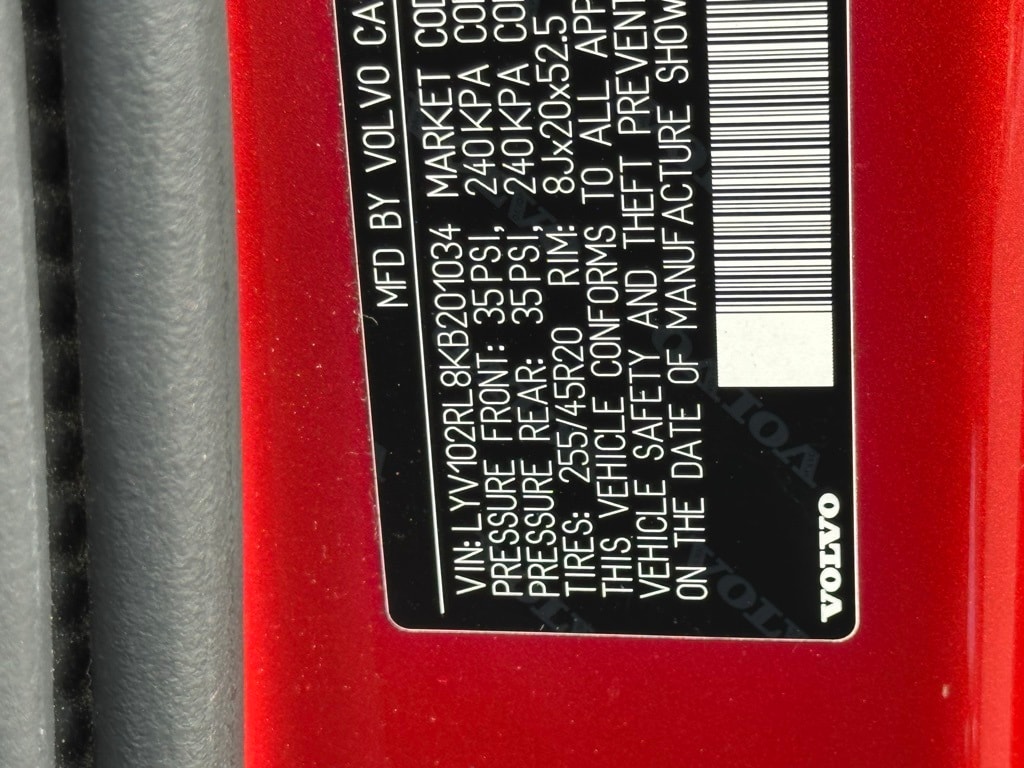 MFD BY VOLVO CA
VIN: LYV102RL8KB201034 MARKET COD
PRESSURE FRONT: 35PSI, 240KPA COL
PRESSURE REAR: 35PSI, 240KPA CO
TIRES: 255/45R20 RIM: 8Jx20x52.5
THIS VEHICLE CONFORMS TO ALL APP
VEHICLE SAFETY AND THEFT PREVENT
ON THE DATE OF MANUFACTURE SHOW
VOLVO